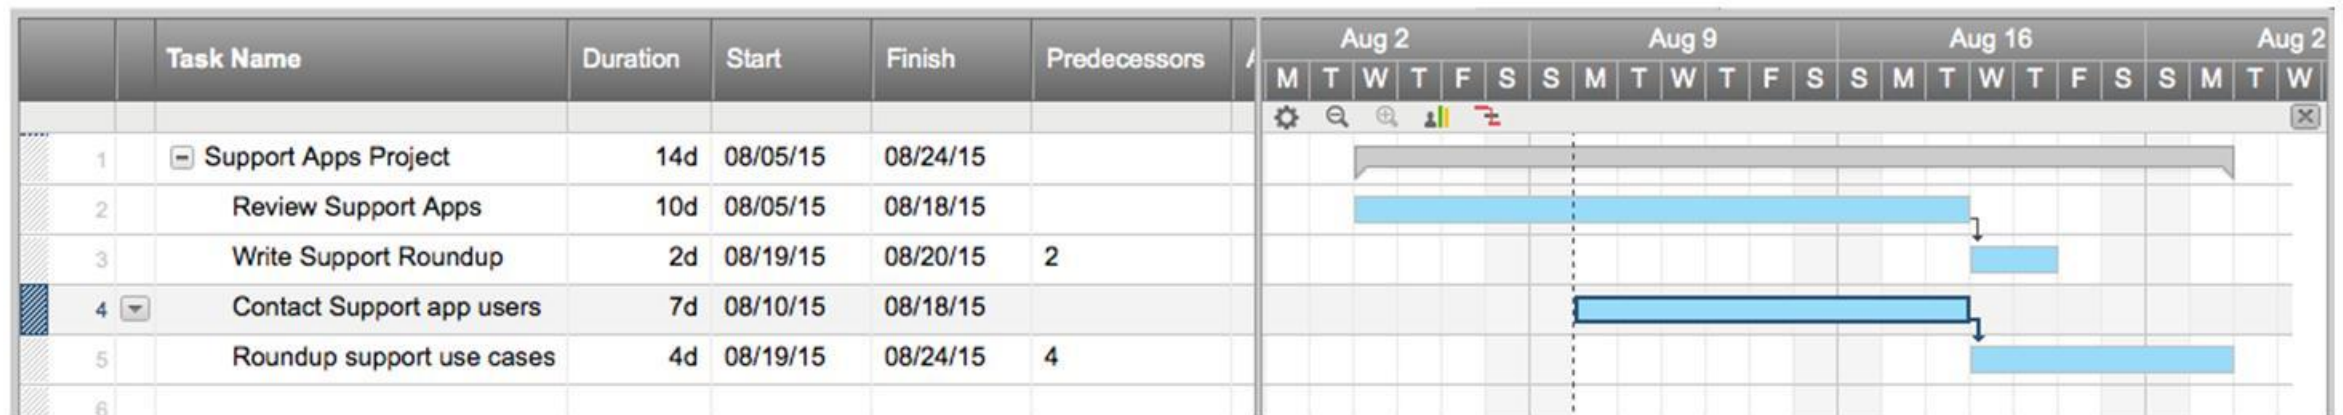 Task Name Duration Start Finish Predecessors Aug 2 Aug 9 Aug 16 Aug 2
M T W T F S S M T W T F S S M T W T F S S M T W
1 Support Apps Project 14d 08/05/15 08/24/15
2 Review Support Apps 10d 08/05/15 08/18/15
3 Write Support Roundup 2d 08/19/15 08/20/15 2
4 Contact Support app users 7d 08/10/15 08/18/15
5 Roundup support use cases 4d 08/19/15 08/24/15 4
6